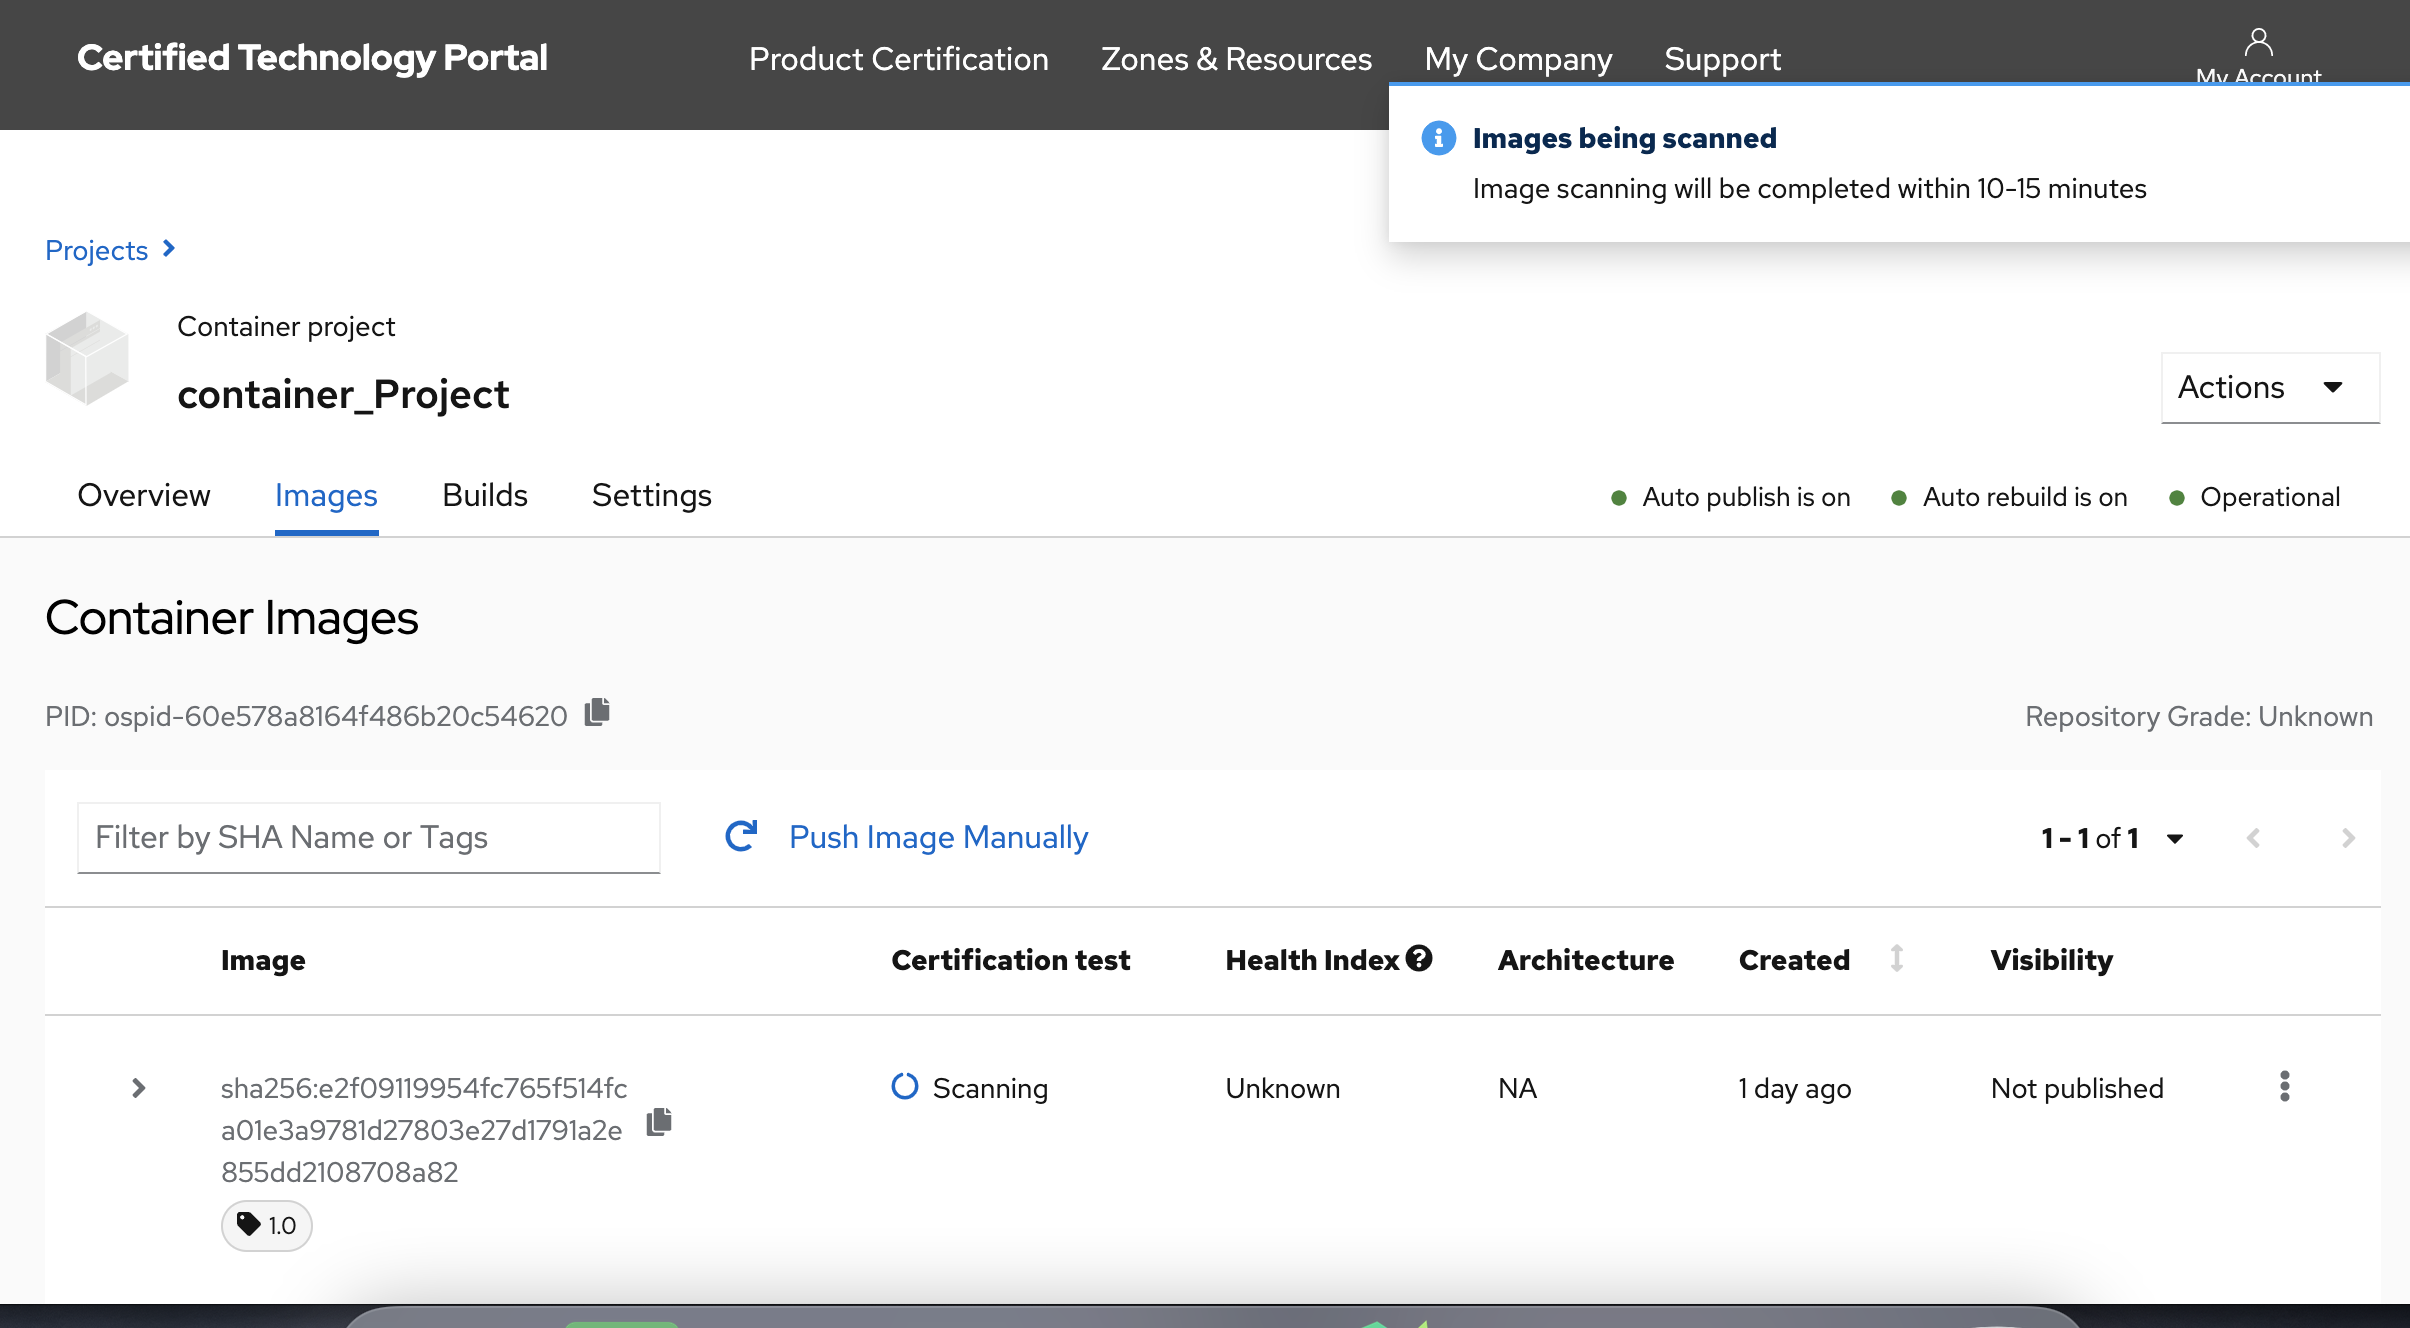 Certified Technology Portal
Product Certification
Zones & Resources
My Company
Support
My Account
Images being scanned
Image scanning will be completed within 10-15 minutes
Projects
Container project
container_Project
Actions
Overview
Images
Builds
Settings
Auto publish is on
Auto rebuild is on
Operational
Container Images
PID: ospid-60e578a8164f486b20c54620
Repository Grade: Unknown
Filter by SHA Name or Tags
Push Image Manually
1 - 1 of 1
Image
Certification test
Health Index
Architecture
Created
Visibility
sha256:e2f09119954fc765f514fc
a01e3a9781d27803e27d1791a2e
855dd2108708a82
Scanning
Unknown
NA
1 day ago
Not published
1.0